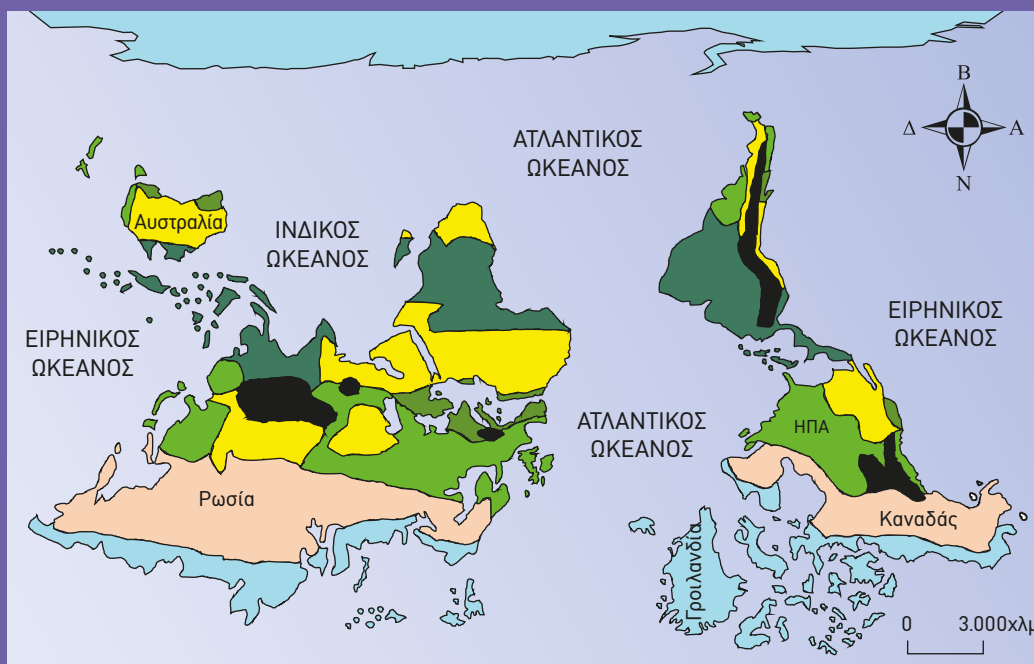 ΑΤΛΑΝΤΙΚΟΣ
ΩΚΕΑΝΟΣ
Β
Δ
Α
Ν
Αυστραλία
ΙΝΔΙΚΟΣ
ΩΚΕΑΝΟΣ
ΕΙΡΗΝΙΚΟΣ
ΩΚΕΑΝΟΣ
ΕΙΡΗΝΙΚΟΣ
ΩΚΕΑΝΟΣ
ΑΤΛΑΝΤΙΚΟΣ
ΩΚΕΑΝΟΣ
ΗΠΑ
Ρωσία
Καναδάς
Γροιλανδία
0 3.000χλμ